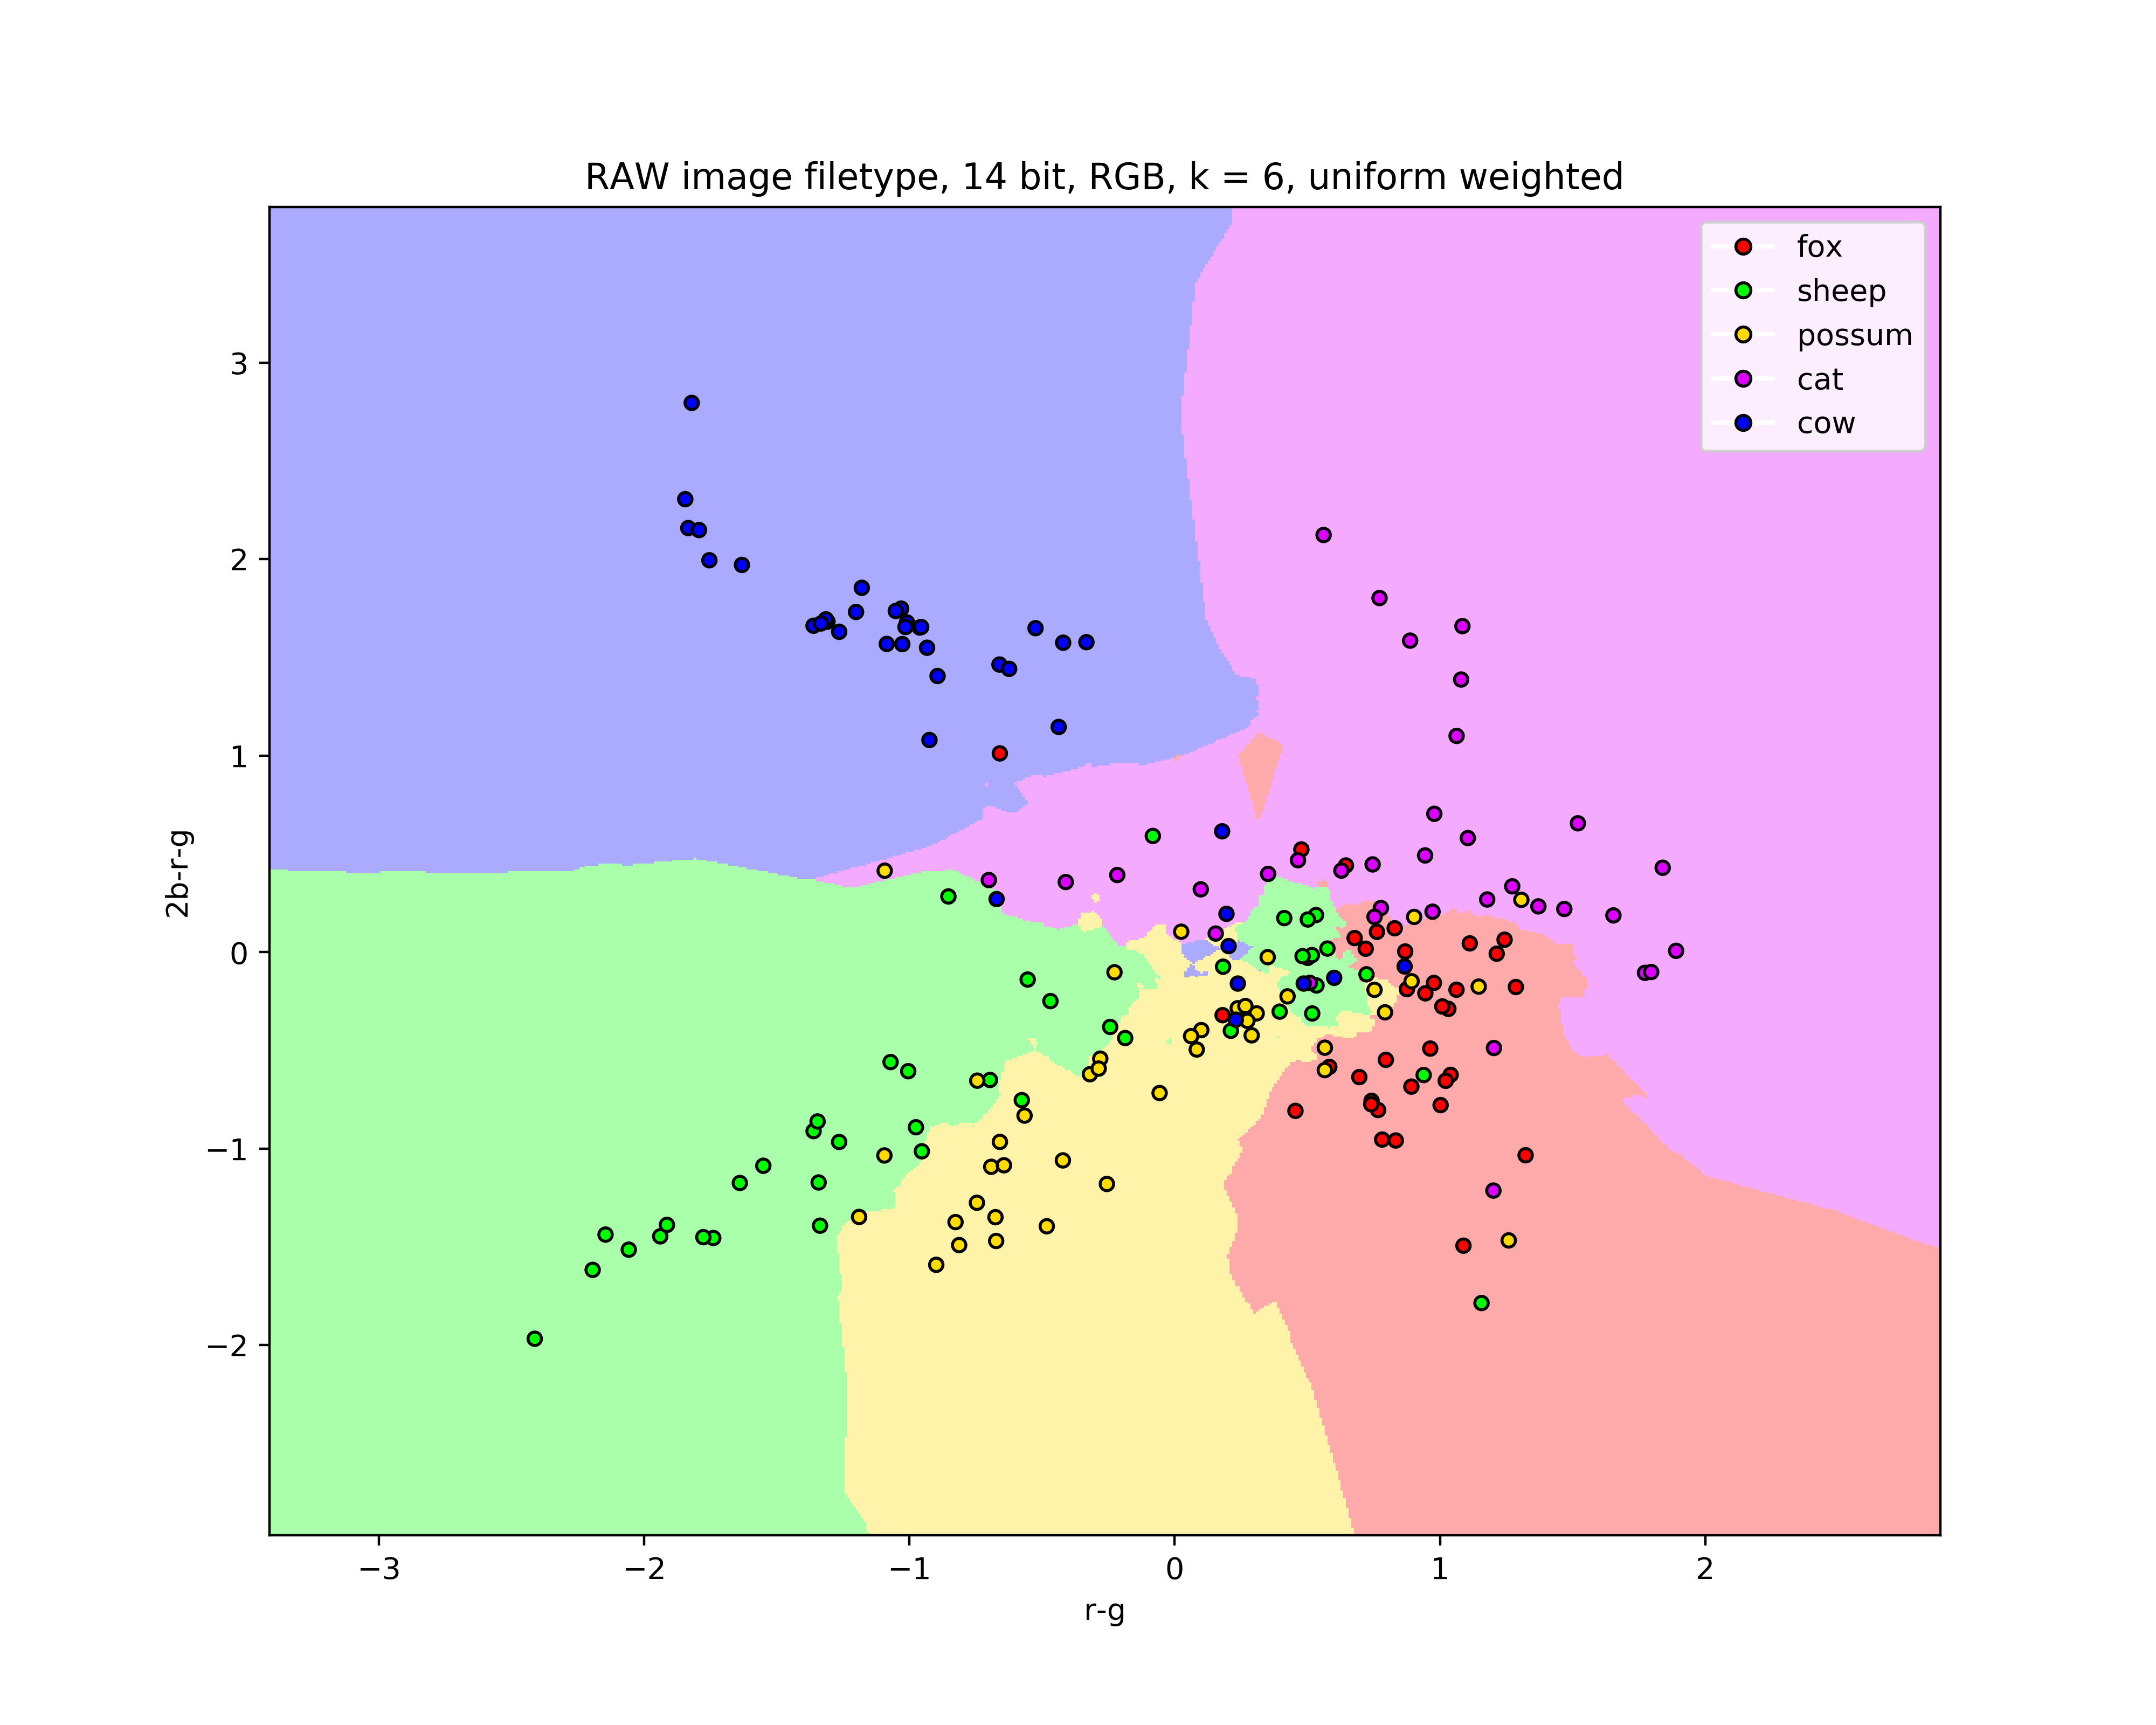 RAW image filetype, 14 bit, RGB, k = 6, uniform weighted
fox
sheep
possum
cat
cow
3
2
1
0
−1
−2
2b-r-g
−3 −2 −1 0 1 2
r-g